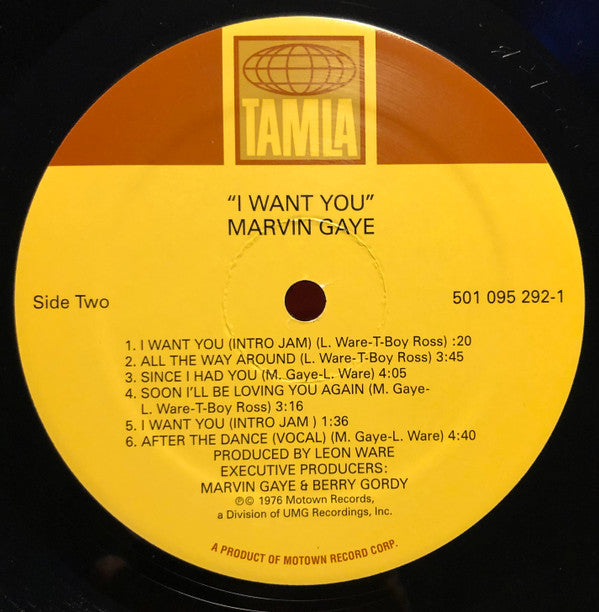 TAMLA
"I WANT YOU"
MARVIN GAYE
Side Two
501 095 292-1
1. I WANT YOU (INTRO JAM) (L. Ware-T-Boy Ross) :20
2. ALL THE WAY AROUND (L. Ware-T-Boy Ross) 3:45
3. SINCE I HAD YOU (M. Gaye-L. Ware) 4:05
4. SOON I'LL BE LOVING YOU AGAIN (M. Gaye-
L. Ware-T-Boy Ross) 3:16
5. I WANT YOU (INTRO JAM ) 1:36
6. AFTER THE DANCE (VOCAL) (M. Gaye-L. Ware) 4:40
PRODUCED BY LEON WARE
EXECUTIVE PRODUCERS:
MARVIN GAYE & BERRY GORDY
℗© 1976 Motown Records,
a Division of UMG Recordings, Inc.
A PRODUCT OF MOTOWN RECORD CORP.